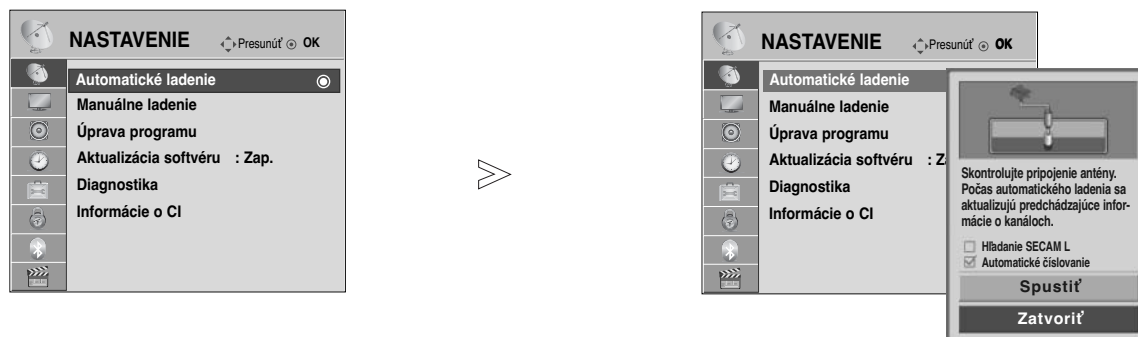 NASTAVENIE Presunúť OK
Automatické ladenie
Manuálne ladenie
Úprava programu
Aktualizácia softvéru : Zap.
Diagnostika
Informácie o CI
NASTAVENIE Presunúť OK
Automatické ladenie
Manuálne ladenie
Úprava programu
Aktualizácia softvéru : Za
Diagnostika
Informácie o CI
Skontrolujte pripojenie antény.
Počas automatického ladenia sa
aktualizujú predchádzajúce infor-
mácie o kanáloch.
Hľadanie SECAM L
Automatické číslovanie
Spustiť
Zatvoriť